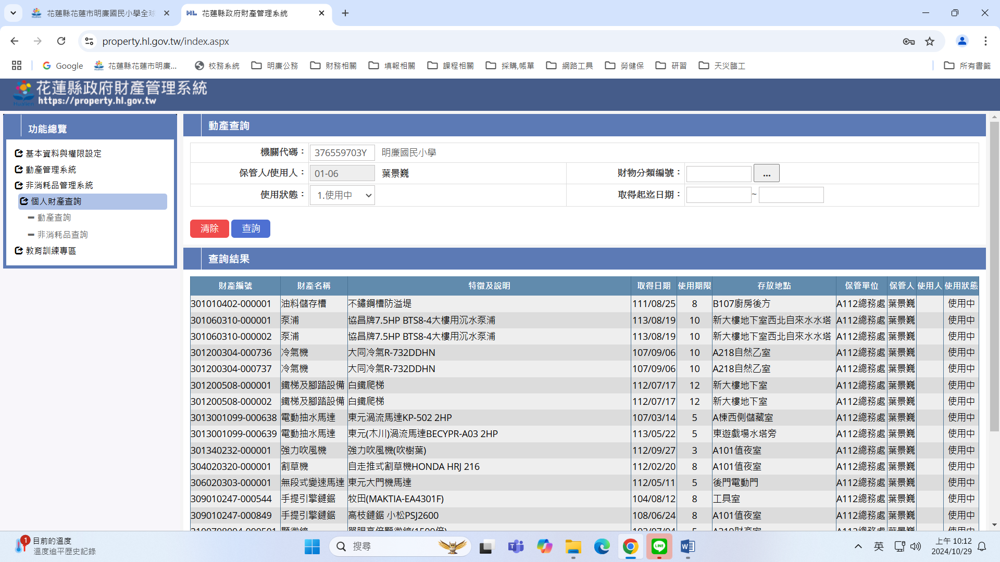 花蓮縣花蓮市明廉國民小學全球
花蓮縣政府財產管理系統
property.hl.gov.tw/index.aspx
Google 花蓮縣花蓮市明廉... 校務系統 明廉公務 財務相關 填報相關 課程相關 採購,帳單 網路工具 勞健保 研習 天災臨工 所有書籤
花蓮縣政府財產管理系統
https://property.hl.gov.tw
Hualien
功能總覽
基本資料與權限設定
動產管理系統
非消耗品管理系統
個人財產查詢
動產查詢
非消耗品查詢
教育訓練專區
動產查詢
機關代碼： 376559703Y 明廉國民小學
保管人/使用人： 01-06 葉景巍 財物分類編號： ...
使用狀態： 1.使用中 取得起迄日期： ~
清除 查詢
查詢結果
財產編號 財產名稱 特徵及說明 取得日期 使用期限 存放地點 保管單位 保管人 使用人 使用狀態
301010402-000001 油料儲存槽 不鏽鋼槽防溢堤 111/08/25 8 B107廚房後方 A112總務處 葉景巍 使用中
301060310-000001 泵浦 協昌牌7.5HP BTS8-4大樓用沉水泵浦 113/08/19 10 新大樓地下室西北自來水水塔 A112總務處 葉景巍 使用中
301060310-000002 泵浦 協昌牌7.5HP BTS8-4大樓用沉水泵浦 113/08/19 10 新大樓地下室西北自來水水塔 A112總務處 葉景巍 使用中
301200304-000736 冷氣機 大同冷氣R-732DDHN 107/09/06 10 A218自然乙室 A112總務處 葉景巍 使用中
301200304-000737 冷氣機 大同冷氣R-732DDHN 107/09/06 10 A218自然乙室 A112總務處 葉景巍 使用中
301200508-000001 鐵梯及腳踏設備 白鐵爬梯 112/07/17 12 新大樓地下室 A112總務處 葉景巍 使用中
301200508-000002 鐵梯及腳踏設備 白鐵爬梯 112/07/17 12 新大樓地下室 A112總務處 葉景巍 使用中
3013001099-000638 電動抽水馬達 東元渦流馬達KP-502 2HP 107/03/14 5 A棟西側儲藏室 A112總務處 葉景巍 使用中
3013001099-000639 電動抽水馬達 東元(木川)渦流馬達BECYPR-A03 2HP 113/05/22 5 東遊戲場水塔旁 A112總務處 葉景巍 使用中
301340232-000001 強力吹風機 強力吹風機(吹樹葉) 112/09/27 3 A101值夜室 A112總務處 葉景巍 使用中
304020320-000001 割草機 自走推式割草機HONDA HRJ 216 112/02/20 8 A101值夜室 A112總務處 葉景巍 使用中
306020303-000001 無段式變速馬達 東元大門機馬達 112/05/11 5 後門電動門 A112總務處 葉景巍 使用中
309010247-000544 手提引擎鏈鋸 牧田(MAKTIA-EA4301F) 104/08/12 8 工具室 A112總務處 葉景巍 使用中
309010247-000849 手提引擎鏈鋸 高枝鏈鋸 小松PSJ2600 108/06/24 8 A101值夜室 A112總務處 葉景巍 使用中
1
目前的溫度
溫度追平歷史記錄
搜尋
LINE
英
上午 10:12
2024/10/29